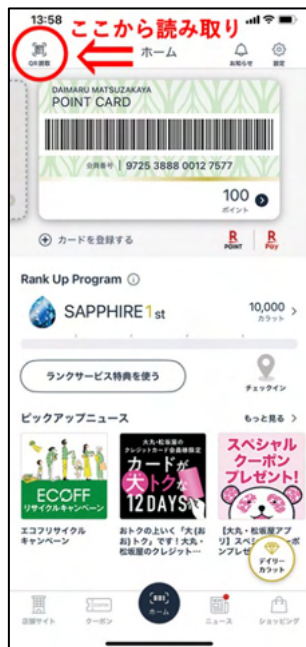 13:58
ここから読み取り
QR読取
ホーム
お知らせ
設定
DAIMARU MATSUZAKAYA
POINT CARD
会員番号 | 9725 3888 0012 7577
100
ポイント
カードを登録する
R
POINT
R
Pay
Rank Up Program
SAPPHIRE 1st
10,000
カラット
ランクサービス特典を使う
チェックイン
ピックアップニュース
もっと見る
ECOFF
リサイクルキャンペーン
大丸・松坂屋の
クレジットカード会員様限定
カードが
大トクな
12DAYS
スペシャル
クーポン
プレゼント!
エコフリサイクル
キャンペーン
おトクの上いく『大(お
お)トク』です!大丸・
松坂屋のクレジット…
【大丸・松坂屋アプ
リ】スペシ
ンプレゼ
デイリー
カラット
店舗サイト
クーポン
ホーム
ニュース
ショッピング